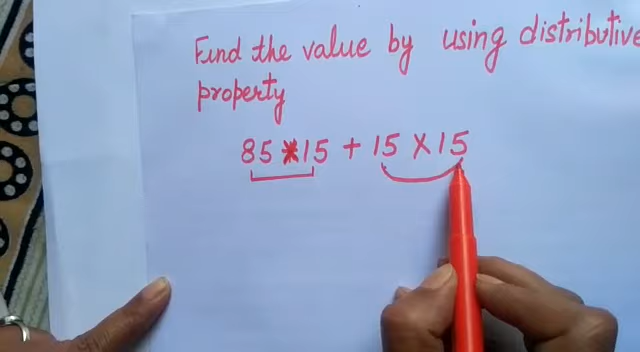 Find the value by using distributive
property
85 * 15 + 15 × 15